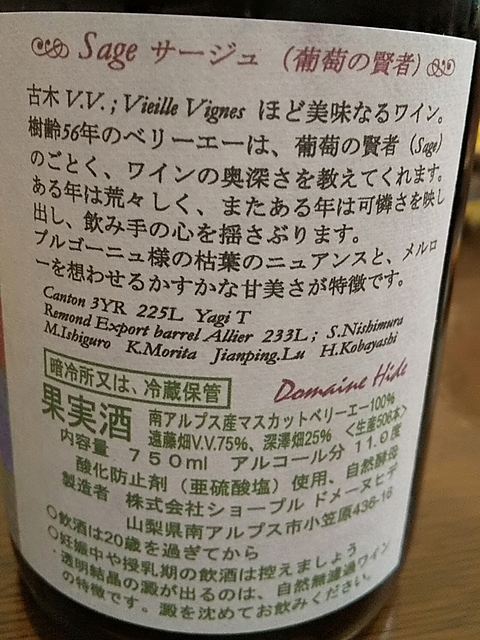 Sage サージュ (葡萄の賢者)
古木 V.V. ; Vieille Vignes ほど美味なるワイン。
樹齢56年のベリーエーは、葡萄の賢者 (Sage)
のごとく、ワインの奥深さを教えてくれます。
ある年は荒々しく、またある年は可憐さを映し
出し、飲み手の心を揺さぶります。
ブルゴーニュ様の枯葉のニュアンスと、メルロ
ーを想わせるかすかな甘美さが特徴です。
Canton 3YR 225L Yagi T
Remond Export barrel Allier 233L ; S.Nishimura
M.Ishiguro K.Morita Jianping.Lu H.Kobayashi
暗冷所又は、冷蔵保管
Domaine Hide
果実酒
南アルプス産マスカットベリーエー100%
遠藤畑V.V.75%、深澤畑25% <生産506本>
内容量 750ml アルコール分 11.0度
酸化防止剤（亜硫酸塩）使用、自然酵母
製造者 株式会社ショープル ドメーヌヒデ
山梨県南アルプス市小笠原436-16
○飲酒は20歳を過ぎてから
○妊娠中や授乳期の飲酒は控えましょう
・透明結晶の澱が出るのは、自然無濾過ワイン
の特徴です。澱を沈めてお飲みください。